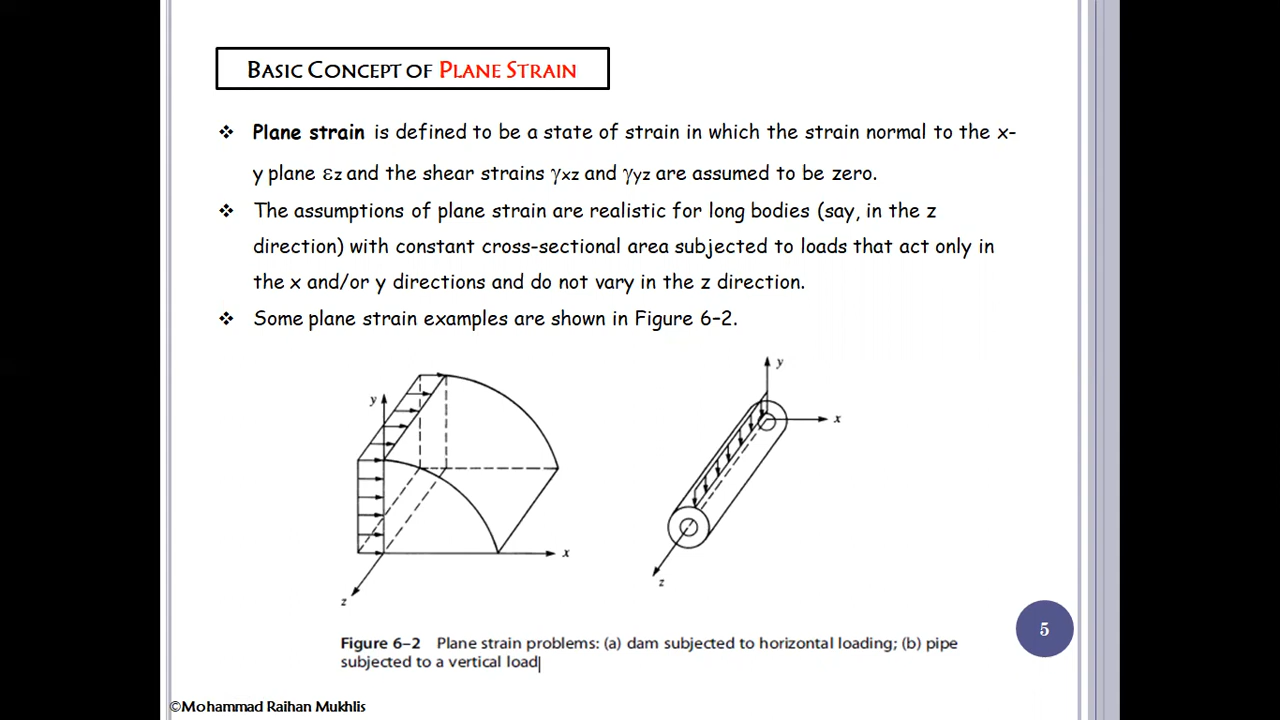 BASIC CONCEPT OF PLANE STRAIN
❖ Plane strain is defined to be a state of strain in which the strain normal to the x-
y plane εz and the shear strains γxz and γyz are assumed to be zero.
❖ The assumptions of plane strain are realistic for long bodies (say, in the z
direction) with constant cross-sectional area subjected to loads that act only in
the x and/or y directions and do not vary in the z direction.
❖ Some plane strain examples are shown in Figure 6–2.
y
x
z
y
x
z
Figure 6–2 Plane strain problems: (a) dam subjected to horizontal loading; (b) pipe
subjected to a vertical load
5
©Mohammad Raihan Mukhlis